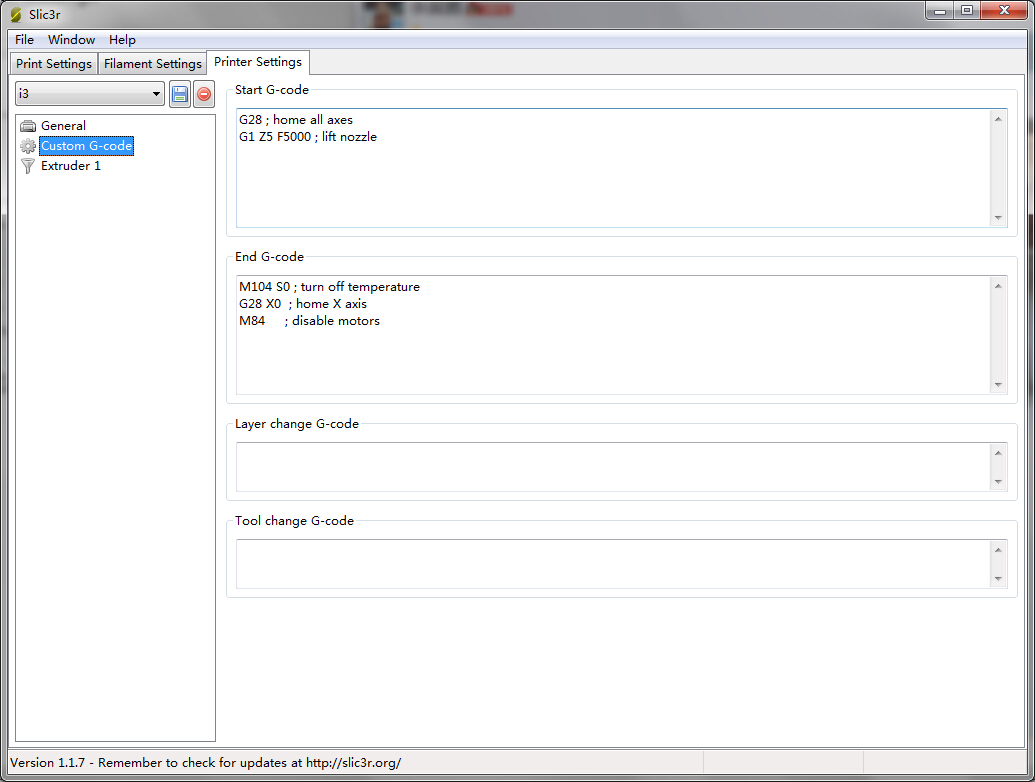 Slic3r
File Window Help
Print Settings Filament Settings Printer Settings
i3
General
Custom G-code
Extruder 1
Start G-code
G28 ; home all axes
G1 Z5 F5000 ; lift nozzle
End G-code
M104 S0 ; turn off temperature
G28 X0  ; home X axis
M84     ; disable motors
Layer change G-code
Tool change G-code
Version 1.1.7 - Remember to check for updates at http://slic3r.org/